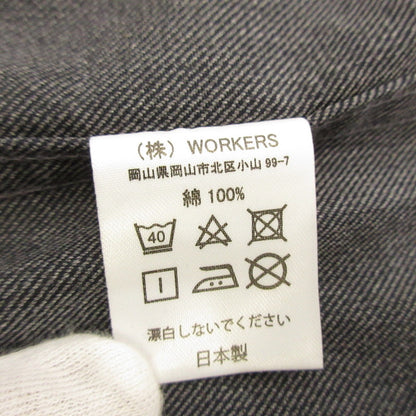 (株) WORKERS
岡山県岡山市北区小山 99-7
綿 100%
40
漂白しないでください
日本製